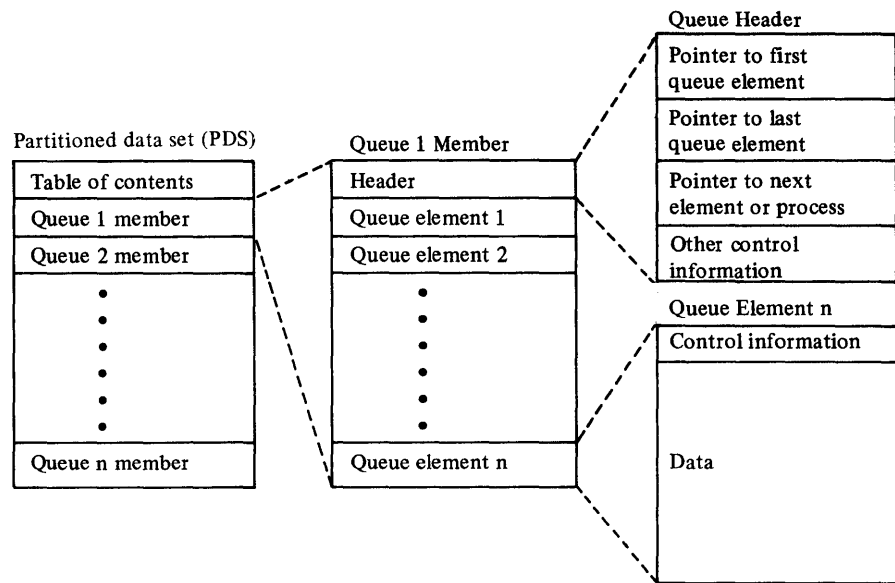 Partitioned data set (PDS)
Table of contents
Queue 1 member
Queue 2 member
Queue n member
Queue 1 Member
Header
Queue element 1
Queue element 2
Queue element n
Queue Header
Pointer to first
queue element
Pointer to last
queue element
Pointer to next
element or process
Other control
information
Queue Element n
Control information
Data